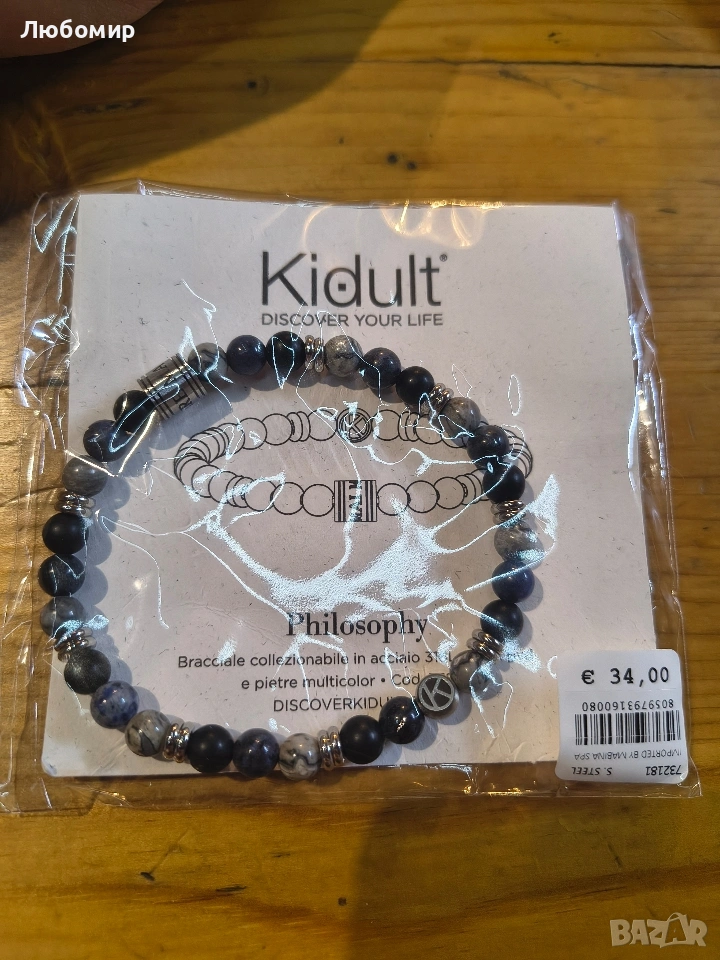 Любомир
Kidult®
DISCOVER YOUR LIFE
Philosophy
Bracciale collezionabile in acciaio 31
e pietre multicolor • Cod
DISCOVERKIDU
€ 34,00
8059793160080
IMPORTED BY MABINA SPA
S. STEEL
732181
BAZAR